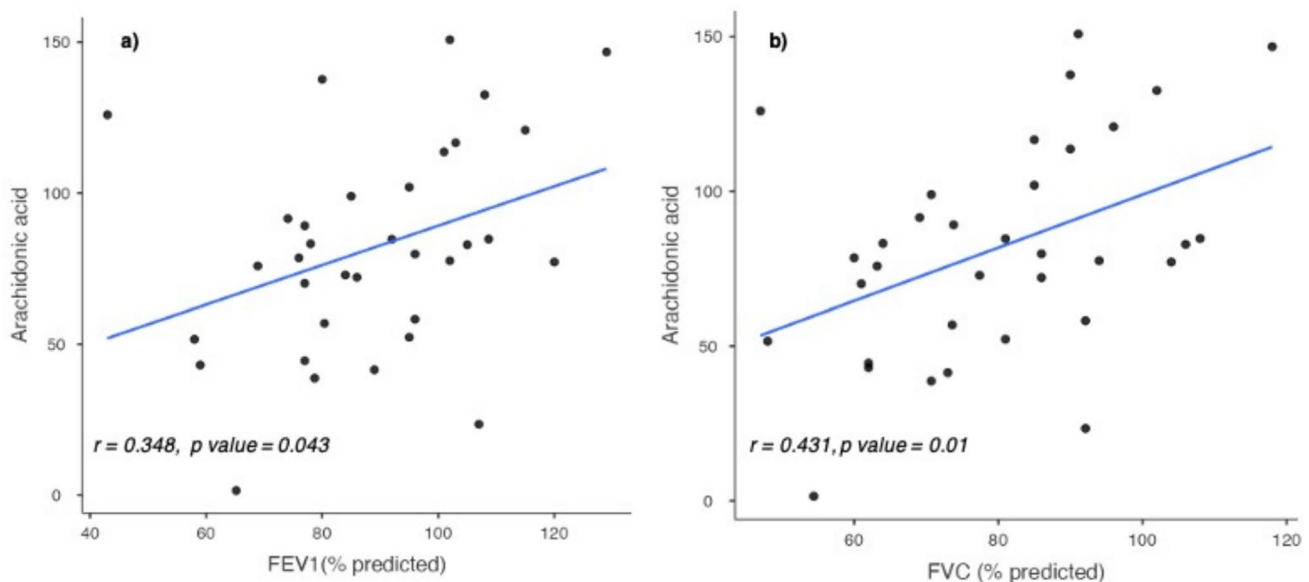 a)
150
100
50
0
Arachidonic acid
r = 0.348, p value = 0.043
40 60 80 100 120
FEV1(% predicted)
b)
150
100
50
0
Arachidonic acid
r = 0.431, p value = 0.01
60 80 100 120
FVC (% predicted)